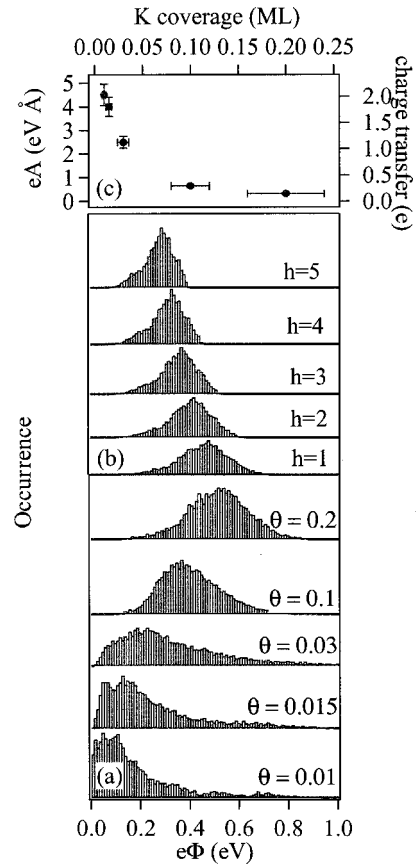 K coverage (ML)
0.00 0.05 0.10 0.15 0.20 0.25
eA (eV Å)
5
4
3
2
1
0
(c)
2.0
1.5
1.0
0.5
0.0
charge transfer (e)
Occurrence
h=5
h=4
h=3
h=2
(b)
h=1
θ = 0.2
θ = 0.1
θ = 0.03
θ = 0.015
(a)
θ = 0.01
0.0 0.2 0.4 0.6 0.8 1.0
eΦ (eV)